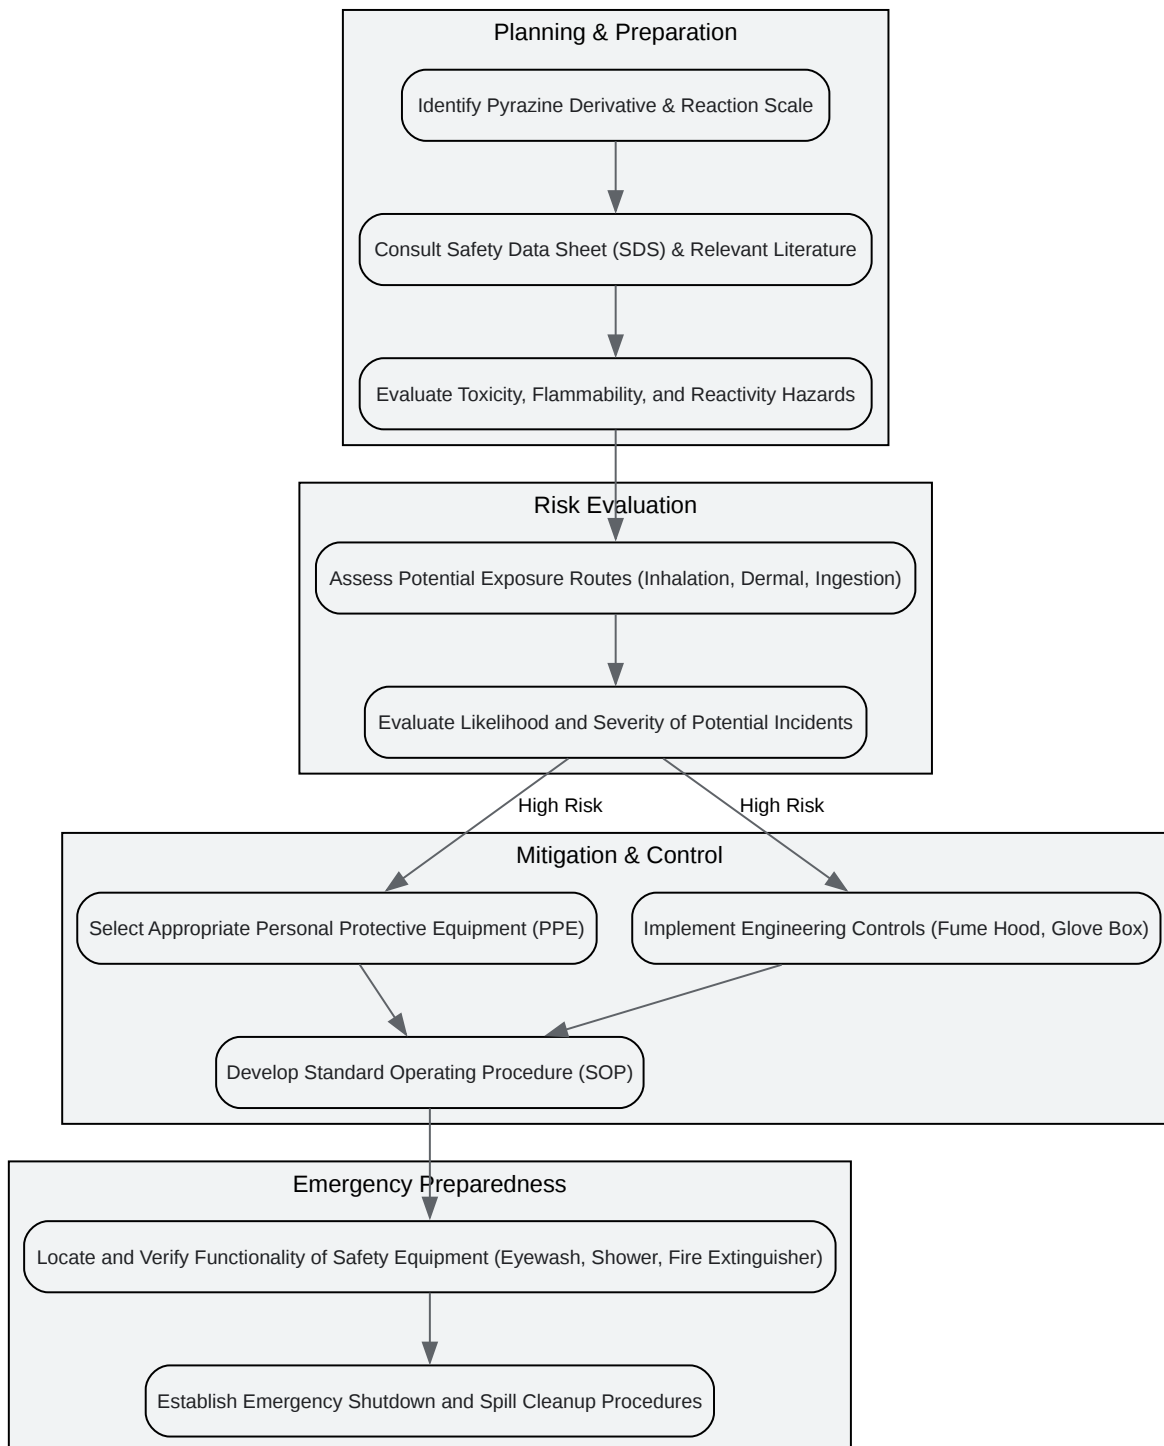 Planning & Preparation
Identify Pyrazine Derivative & Reaction Scale
Consult Safety Data Sheet (SDS) & Relevant Literature
Evaluate Toxicity, Flammability, and Reactivity Hazards
Risk Evaluation
Assess Potential Exposure Routes (Inhalation, Dermal, Ingestion)
Evaluate Likelihood and Severity of Potential Incidents
High Risk
High Risk
Mitigation & Control
Select Appropriate Personal Protective Equipment (PPE)
Implement Engineering Controls (Fume Hood, Glove Box)
Develop Standard Operating Procedure (SOP)
Emergency Preparedness
Locate and Verify Functionality of Safety Equipment (Eyewash, Shower, Fire Extinguisher)
Establish Emergency Shutdown and Spill Cleanup Procedures